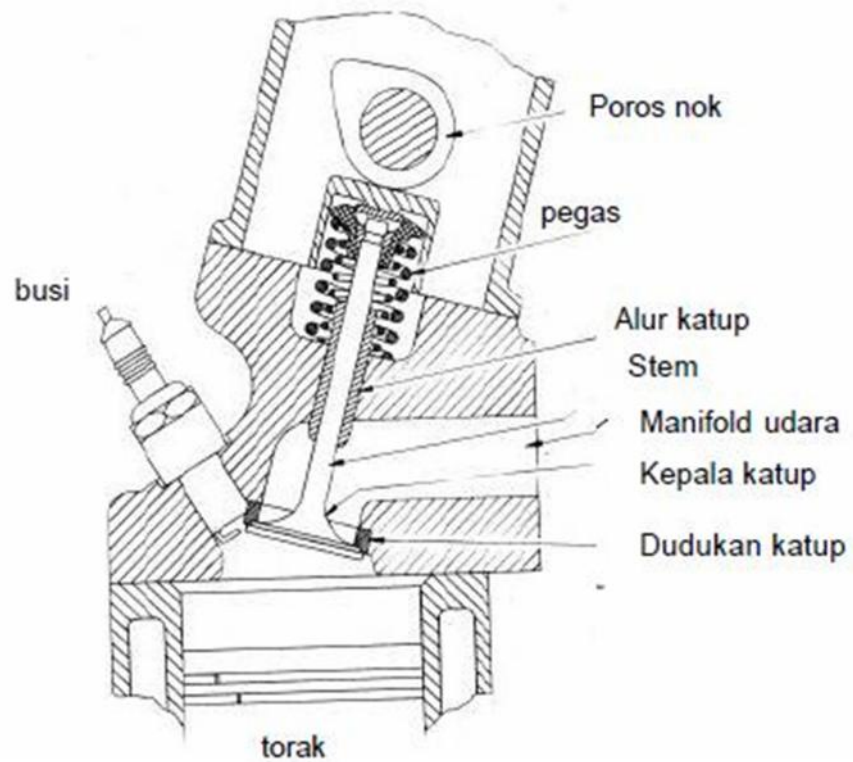 Poros nok
pegas
busi
Alur katup
Stem
Manifold udara
Kepala katup
Dudukan katup
torak